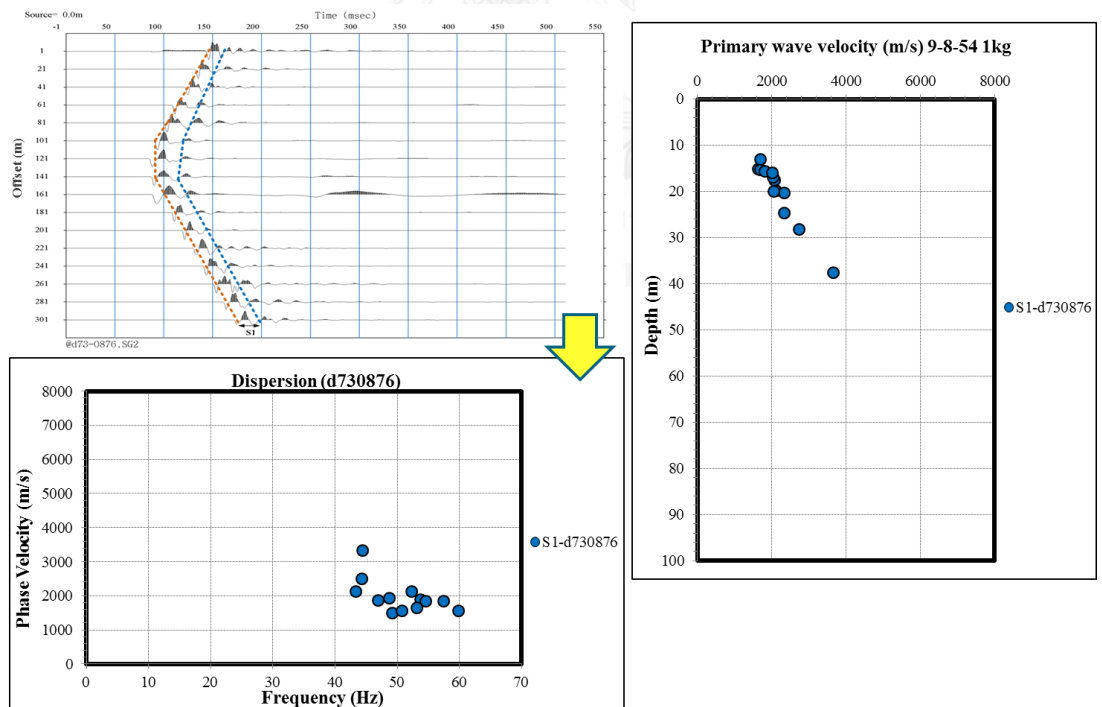 Source= 0.0m
Time (msec)
-1 50 100 150 200 250 300 350 400 450 500 550
Offset (m)
1
21
41
61
81
101
121
141
161
181
201
221
241
261
281
301
S1
@d73-0876.SG2
Primary wave velocity (m/s) 9-8-54 1kg
0 2000 4000 6000 8000
Depth (m)
0
10
20
30
40
50
60
70
80
90
100
S1-d730876
Dispersion (d730876)
Phase Velocity (m/s)
8000
7000
6000
5000
4000
3000
2000
1000
0
0 10 20 30 40 50 60 70
Frequency (Hz)
S1-d730876